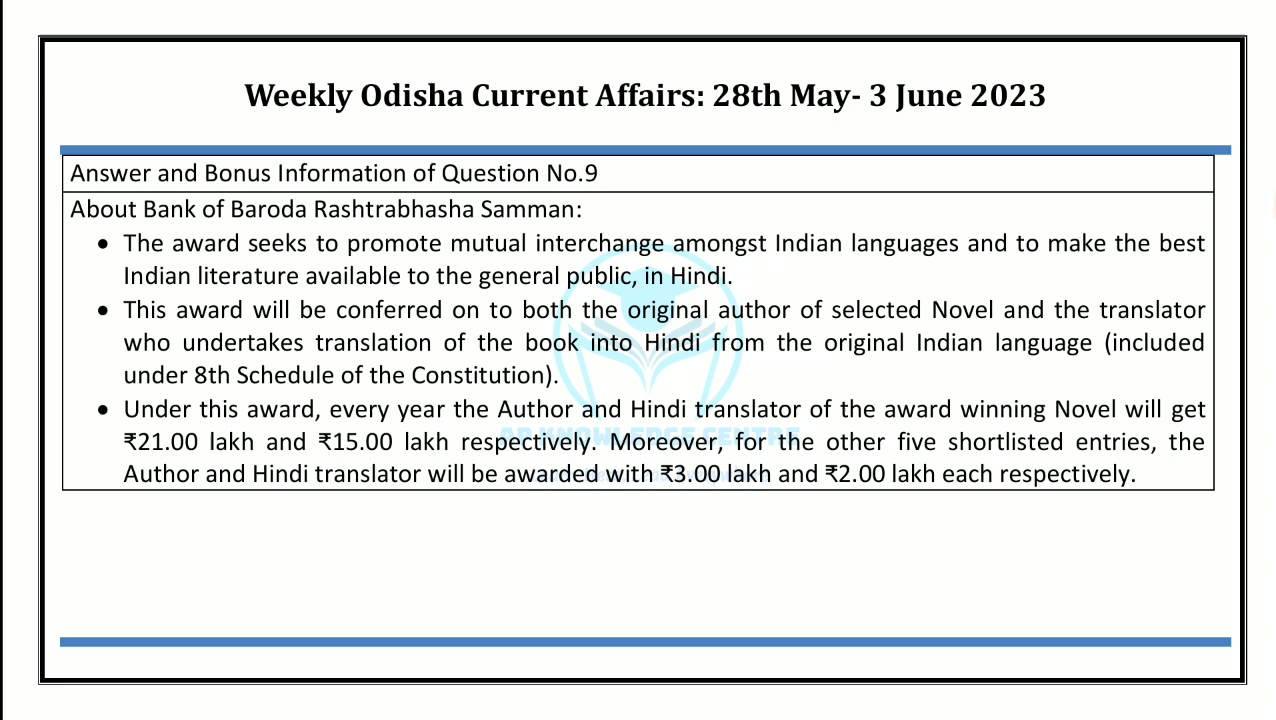 Weekly Odisha Current Affairs: 28th May- 3 June 2023
Answer and Bonus Information of Question No.9
About Bank of Baroda Rashtrabhasha Samman:
• The award seeks to promote mutual interchange amongst Indian languages and to make the best
Indian literature available to the general public, in Hindi.
• This award will be conferred on to both the original author of selected Novel and the translator
who undertakes translation of the book into Hindi from the original Indian language (included
under 8th Schedule of the Constitution).
• Under this award, every year the Author and Hindi translator of the award winning Novel will get
₹21.00 lakh and ₹15.00 lakh respectively. Moreover, for the other five shortlisted entries, the
Author and Hindi translator will be awarded with ₹3.00 lakh and ₹2.00 lakh each respectively.
KNOWLEDGE CENTRE